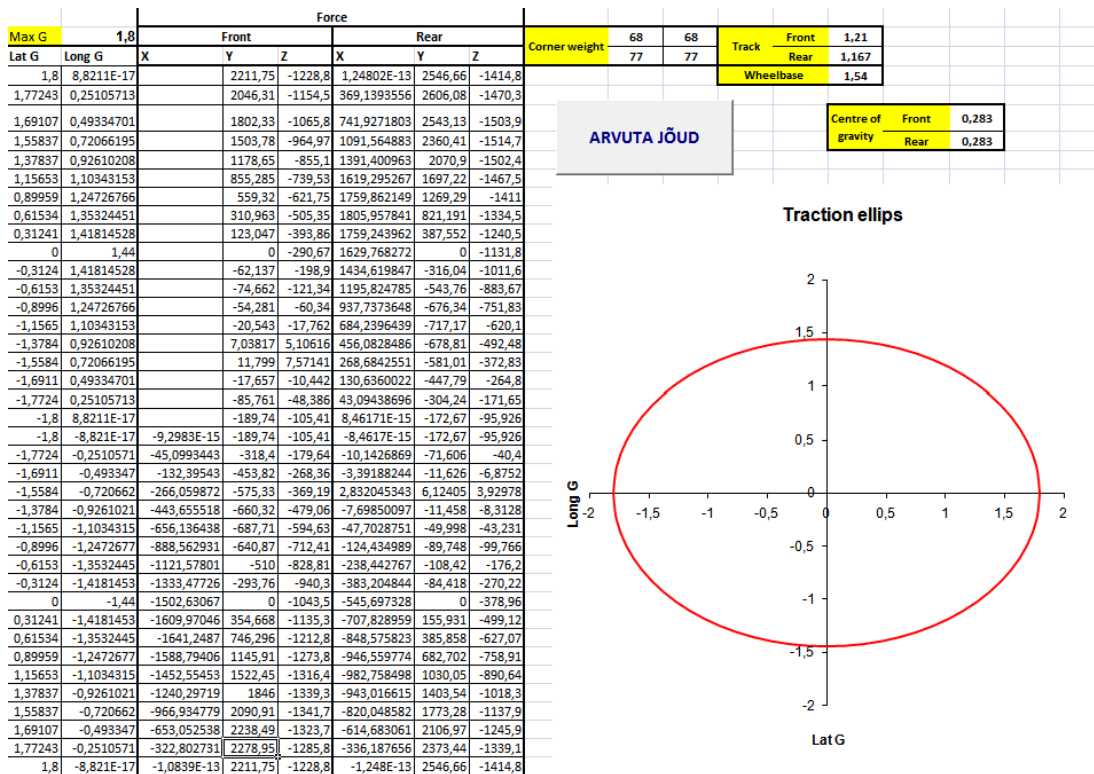 Force
Max G 1,8 Front Rear
Lat G Long G X Y Z X Y Z
1,8 8,8211E-17 2211,75 -1228,8 1,24802E-13 2546,66 -1414,8
1,77243 0,25105713 2046,31 -1154,5 369,1393556 2606,08 -1470,3
1,69107 0,49334701 1802,33 -1065,8 741,9271803 2543,13 -1503,9
1,55837 0,72066195 1503,78 -964,97 1091,564883 2360,41 -1514,7
1,37837 0,92610208 1178,65 -855,1 1391,400963 2070,9 -1502,4
1,15653 1,10343153 855,285 -739,53 1619,295267 1697,22 -1467,5
0,89959 1,24726766 559,32 -621,75 1759,862149 1269,29 -1411
0,61534 1,35324451 310,963 -505,35 1805,957841 821,191 -1334,5
0,31241 1,41814528 123,047 -393,86 1759,243962 387,552 -1240,5
0 1,44 0 -290,67 1629,768272 0 -1131,8
-0,3124 1,41814528 -62,137 -198,9 1434,619847 -316,04 -1011,6
-0,6153 1,35324451 -74,662 -121,34 1195,824785 -543,76 -883,67
-0,8996 1,24726766 -54,281 -60,34 937,7373648 -676,34 -751,83
-1,1565 1,10343153 -20,543 -17,762 684,2396439 -717,17 -620,1
-1,3784 0,92610208 7,03817 5,10616 456,0828486 -678,81 -492,48
-1,5584 0,72066195 11,799 7,57141 268,6842551 -581,01 -372,83
-1,6911 0,49334701 -17,657 -10,442 130,6360022 -447,79 -264,8
-1,7724 0,25105713 -85,761 -48,386 43,09438696 -304,24 -171,65
-1,8 8,8211E-17 -189,74 -105,41 8,46171E-15 -172,67 -95,926
-1,8 -8,821E-17 -9,2983E-15 -189,74 -105,41 -8,4617E-15 -172,67 -95,926
-1,7724 -0,2510571 -45,0993443 -318,4 -179,64 -10,1426869 -71,606 -40,4
-1,6911 -0,493347 -132,39543 -453,82 -268,36 -3,39188244 -11,626 -6,8752
-1,5584 -0,720662 -266,059872 -575,33 -369,19 2,832045343 6,12405 3,92978
-1,3784 -0,9261021 -443,655518 -660,32 -479,06 -7,69850097 -11,458 -8,3128
-1,1565 -1,1034315 -656,136438 -687,71 -594,63 -47,7028751 -49,998 -43,231
-0,8996 -1,2472677 -888,562931 -640,87 -712,41 -124,434989 -89,748 -99,766
-0,6153 -1,3532445 -1121,57801 -510 -828,81 -238,442767 -108,42 -176,2
-0,3124 -1,4181453 -1333,47726 -293,76 -940,3 -383,204844 -84,418 -270,22
0 -1,44 -1502,63067 0 -1043,5 -545,697328 0 -378,96
0,31241 -1,4181453 -1609,97046 354,668 -1135,3 -707,828959 155,931 -499,12
0,61534 -1,3532445 -1641,2487 746,296 -1212,8 -848,575823 385,858 -627,07
0,89959 -1,2472677 -1588,79406 1145,91 -1273,8 -946,559774 682,702 -758,91
1,15653 -1,1034315 -1452,55453 1522,45 -1316,4 -982,758498 1030,05 -890,64
1,37837 -0,9261021 -1240,29719 1846 -1339,3 -943,016615 1403,54 -1018,3
1,55837 -0,720662 -966,934779 2090,91 -1341,7 -820,048582 1773,28 -1137,9
1,69107 -0,493347 -653,052538 2238,49 -1323,7 -614,683061 2106,97 -1245,9
1,77243 -0,2510571 -322,802731 2278,95 -1285,8 -336,187656 2373,44 -1339,1
1,8 -8,821E-17 -1,0839E-13 2211,75 -1228,8 -1,248E-13 2546,66 -1414,8
Corner weight 68 68
77 77
Track Front 1,21
Rear 1,167
Wheelbase 1,54
ARVUTA JÕUD
Centre of gravity Front 0,283
Rear 0,283
Traction ellips
2
1,5
1
0,5
0
-0,5
-1
-1,5
-2
Long G
-2 -1,5 -1 -0,5 0 0,5 1 1,5 2
Lat G